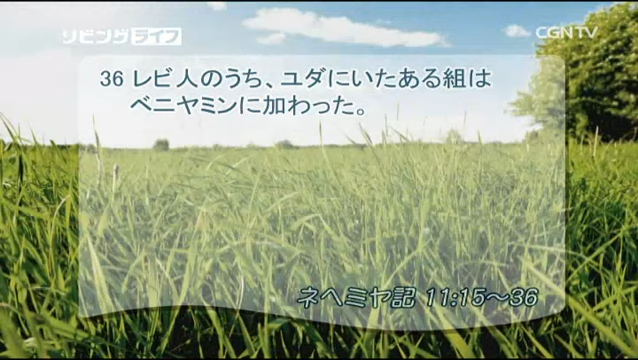 リビングライフ
CGNTV
36 レビ人のうち、ユダにいたある組は
ベニヤミンに加わった。
ネヘミヤ記 11:15～36